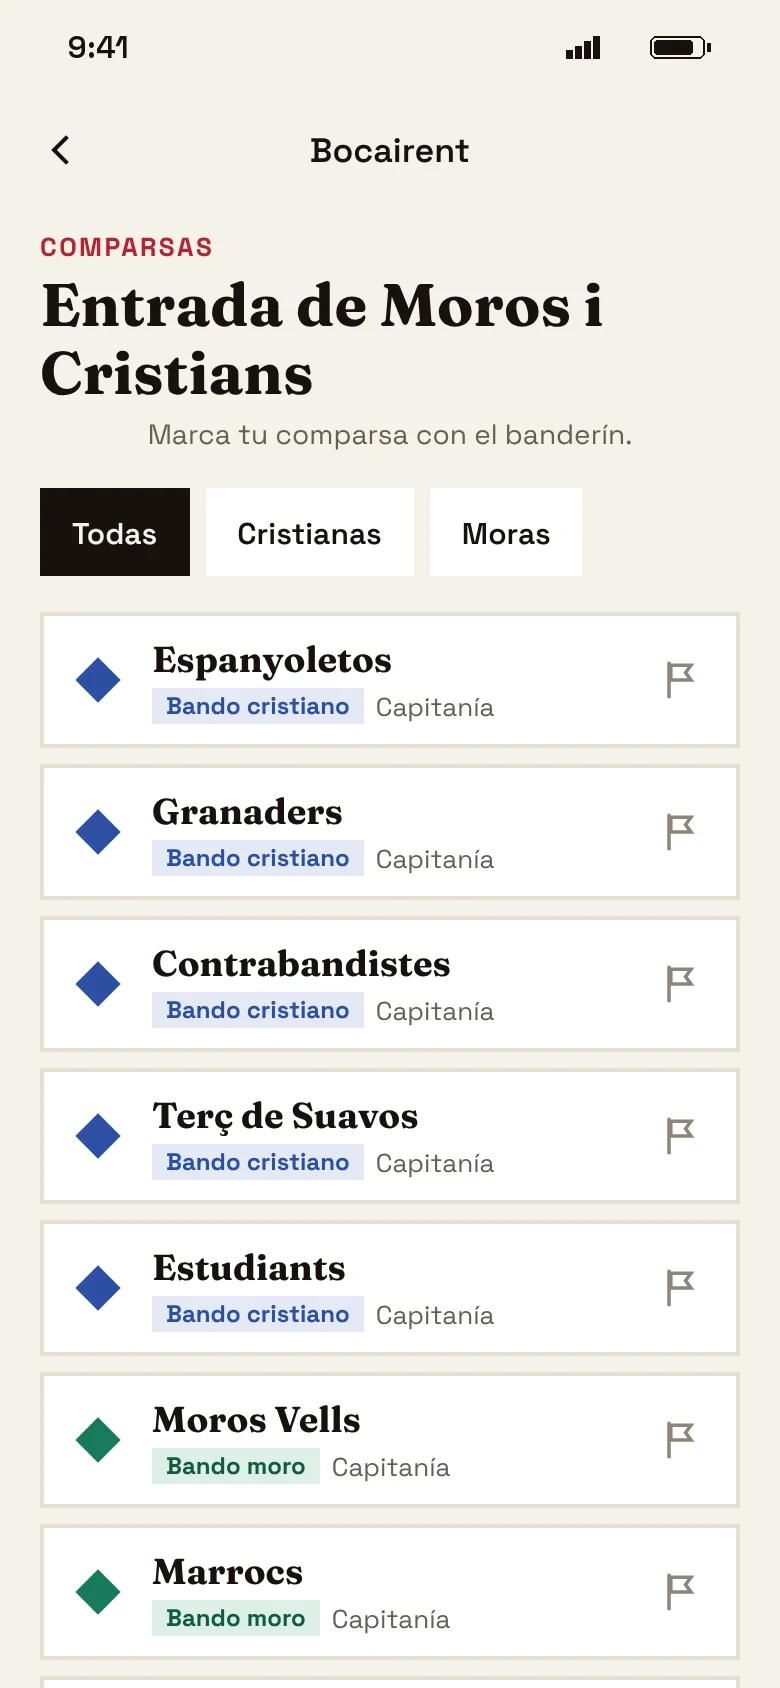 9:41
Bocairent
COMPARSAS
Entrada de Moros i
Cristians
Marca tu comparsa con el banderín.
Todas
Cristianas
Moras
Espanyoletos
Bando cristiano Capitanía
Granaders
Bando cristiano Capitanía
Contrabandistes
Bando cristiano Capitanía
Terç de Suavos
Bando cristiano Capitanía
Estudiants
Bando cristiano Capitanía
Moros Vells
Bando moro Capitanía
Marrocs
Bando moro Capitanía